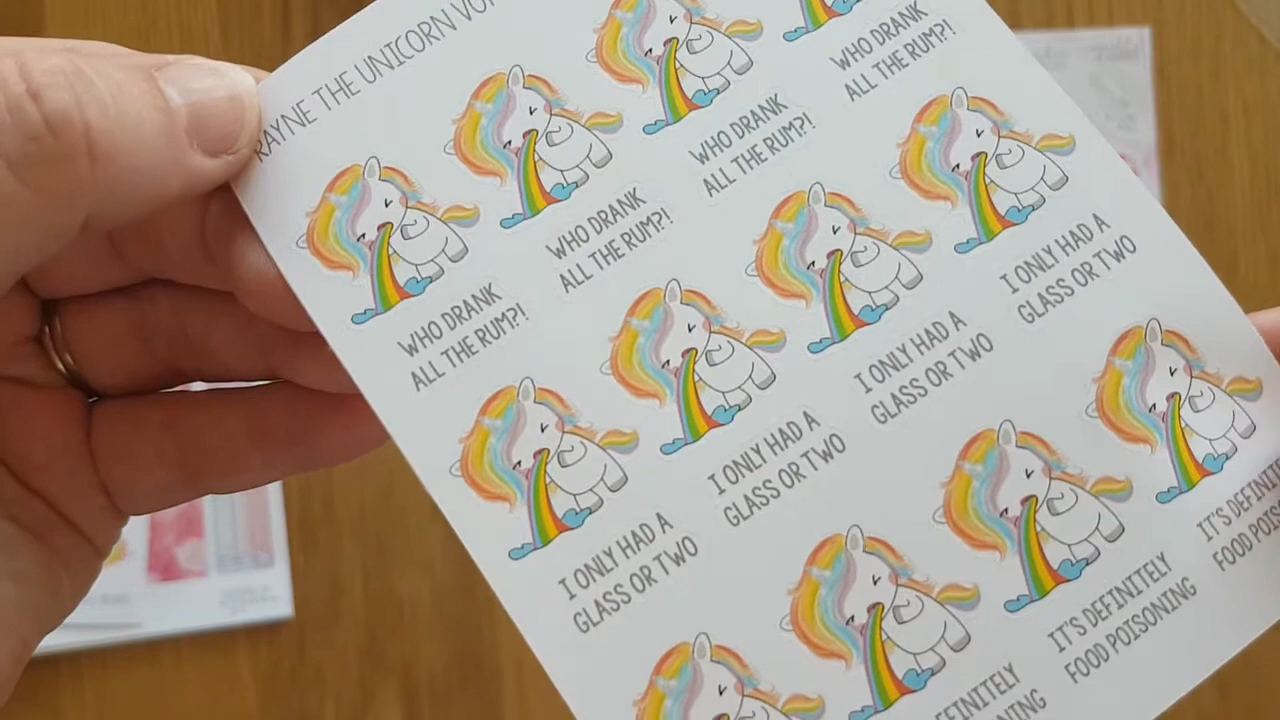 RAYNE THE UNICORN
WHO DRANK
ALL THE RUM?!
WHO DRANK
ALL THE RUM?!
WHO DRANK
ALL THE RUM?!
WHO DRANK
ALL THE RUM?!
I ONLY HAD A
GLASS OR TWO
I ONLY HAD A
GLASS OR TWO
I ONLY HAD A
GLASS OR TWO
I ONLY HAD A
GLASS OR TWO
IT'S DEFINITELY
FOOD POISONING
IT'S
FOOD